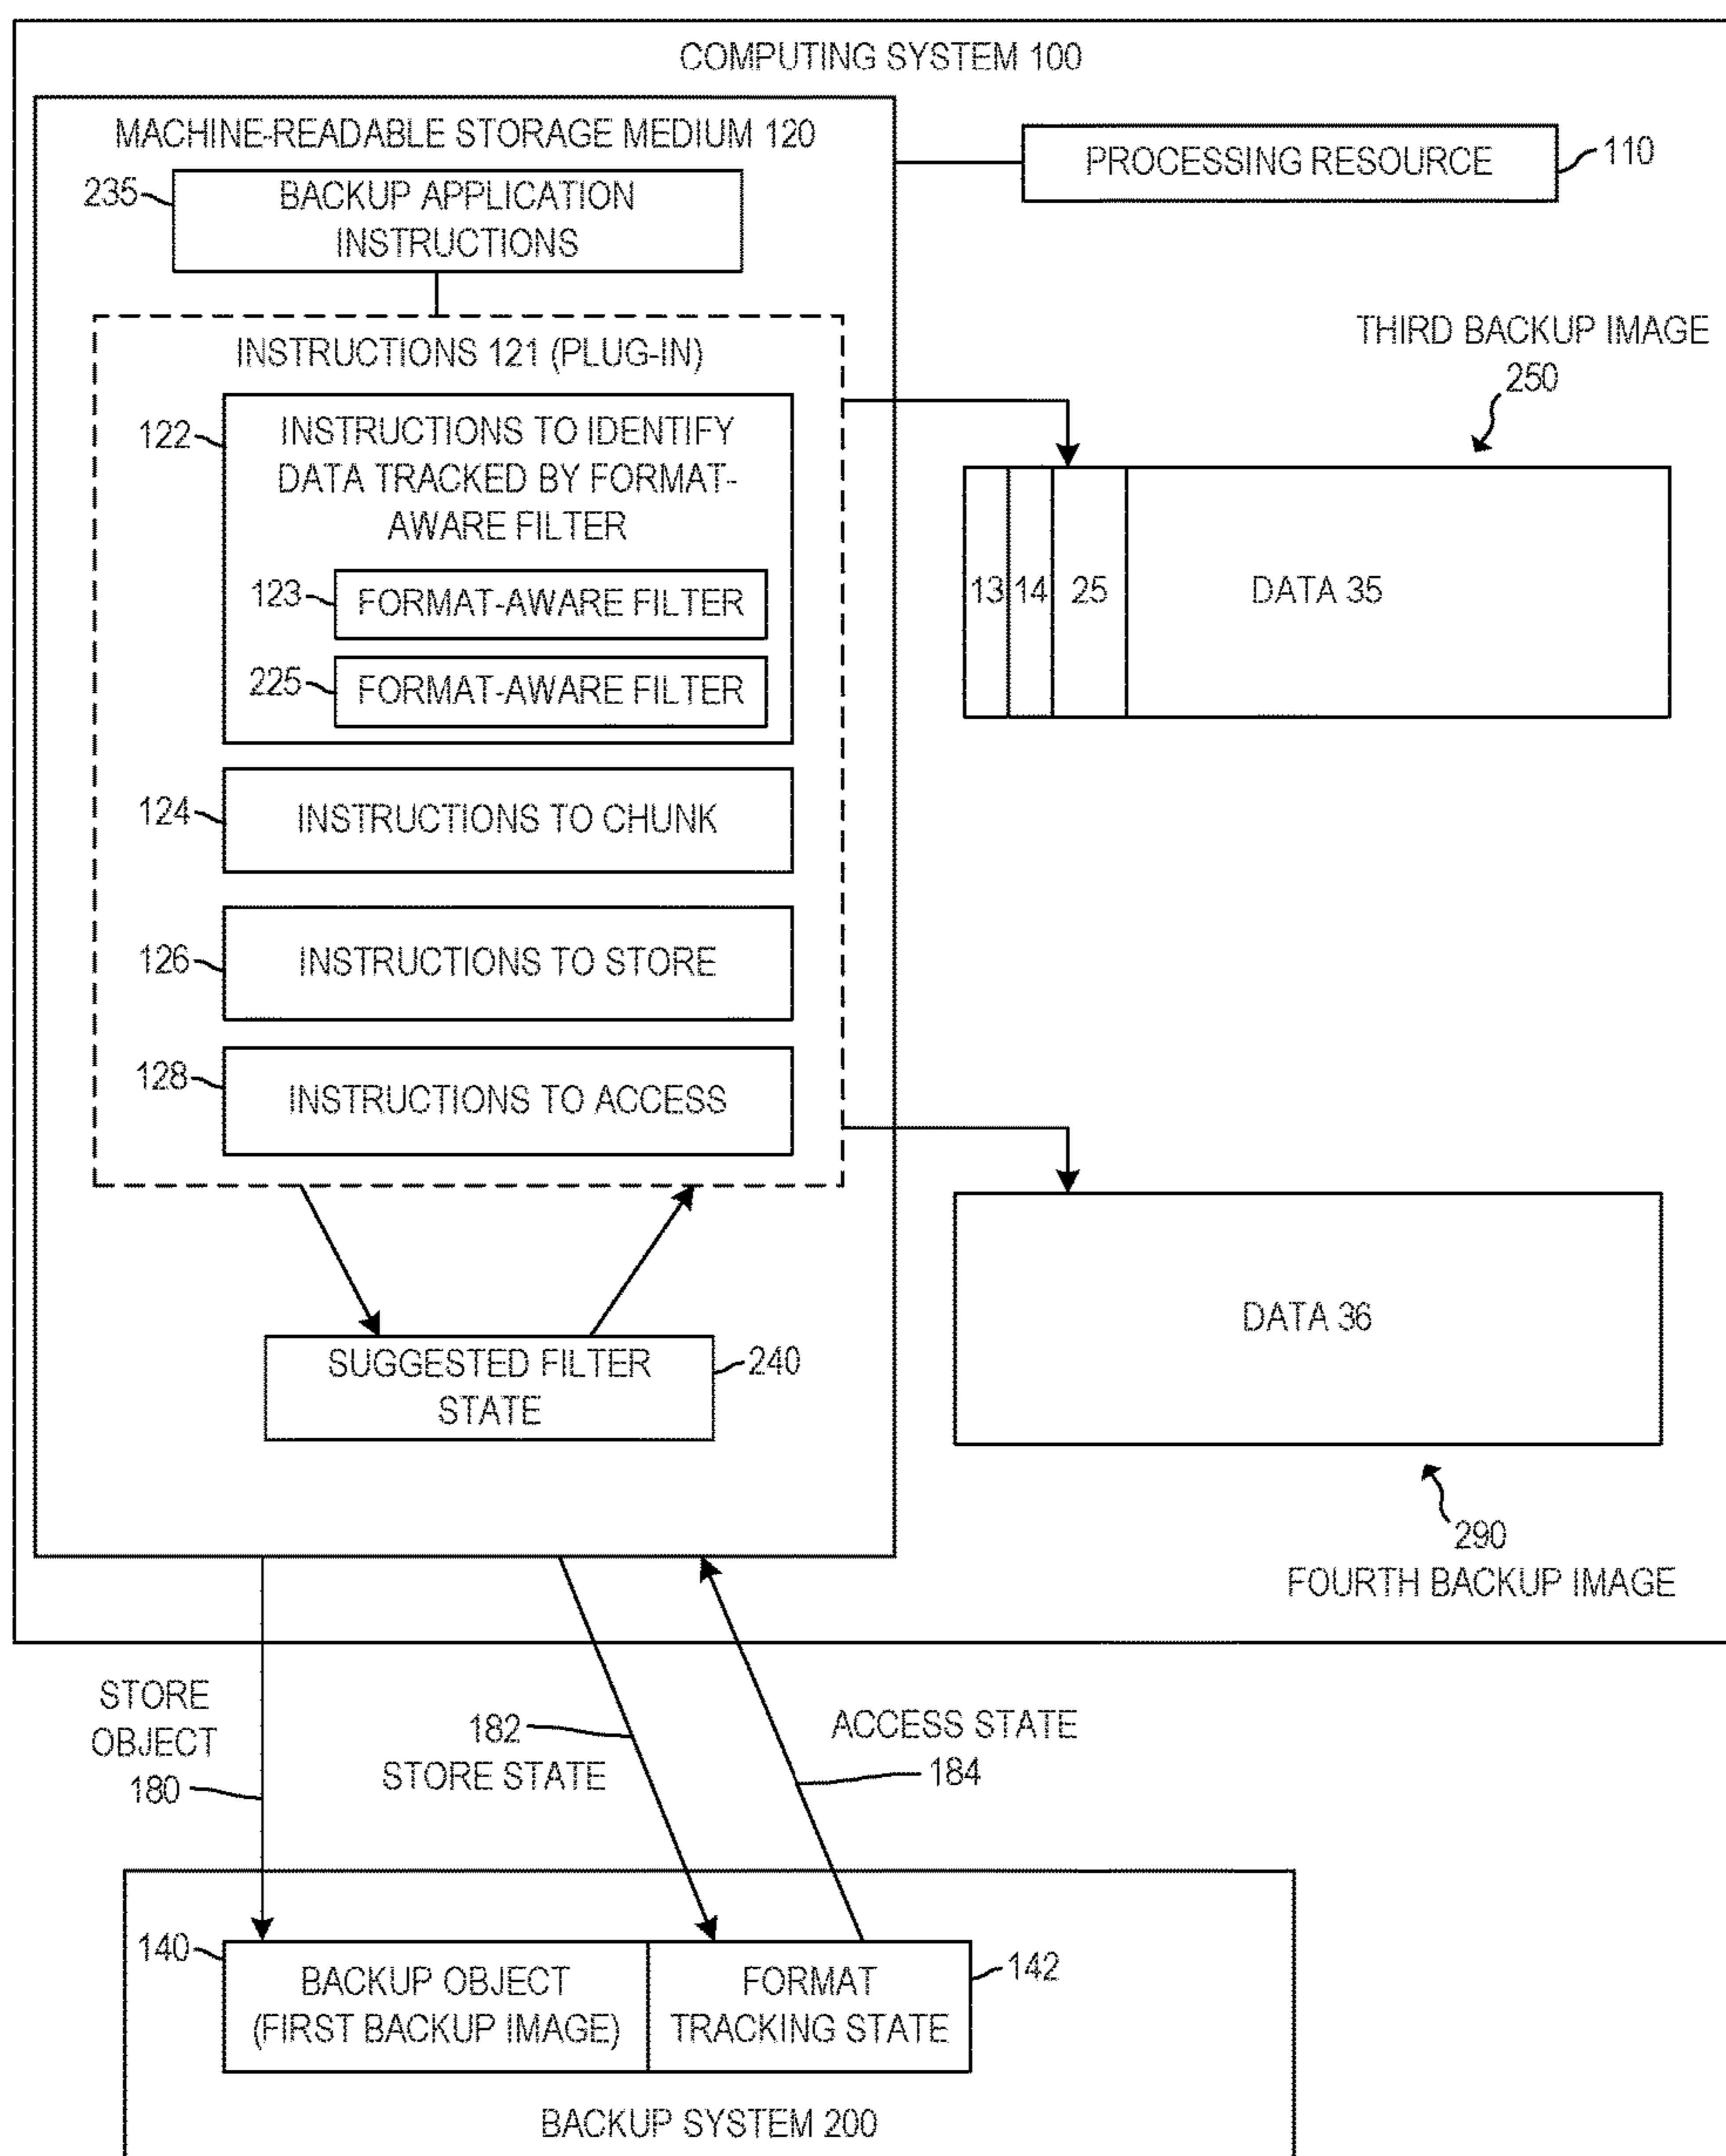 COMPUTING SYSTEM 100
MACHINE-READABLE STORAGE MEDIUM 120
PROCESSING RESOURCE
110
235
BACKUP APPLICATION
INSTRUCTIONS
INSTRUCTIONS 121 (PLUG-IN)
THIRD BACKUP IMAGE
250
122
INSTRUCTIONS TO IDENTIFY
DATA TRACKED BY FORMAT-
AWARE FILTER
123
FORMAT-AWARE FILTER
225
FORMAT-AWARE FILTER
13
14
25
DATA 35
124
INSTRUCTIONS TO CHUNK
126
INSTRUCTIONS TO STORE
128
INSTRUCTIONS TO ACCESS
DATA 36
SUGGESTED FILTER
STATE
240
290
FOURTH BACKUP IMAGE
STORE
OBJECT
180
182
STORE STATE
ACCESS STATE
184
140
BACKUP OBJECT
(FIRST BACKUP IMAGE)
FORMAT
TRACKING STATE
142
BACKUP SYSTEM 200